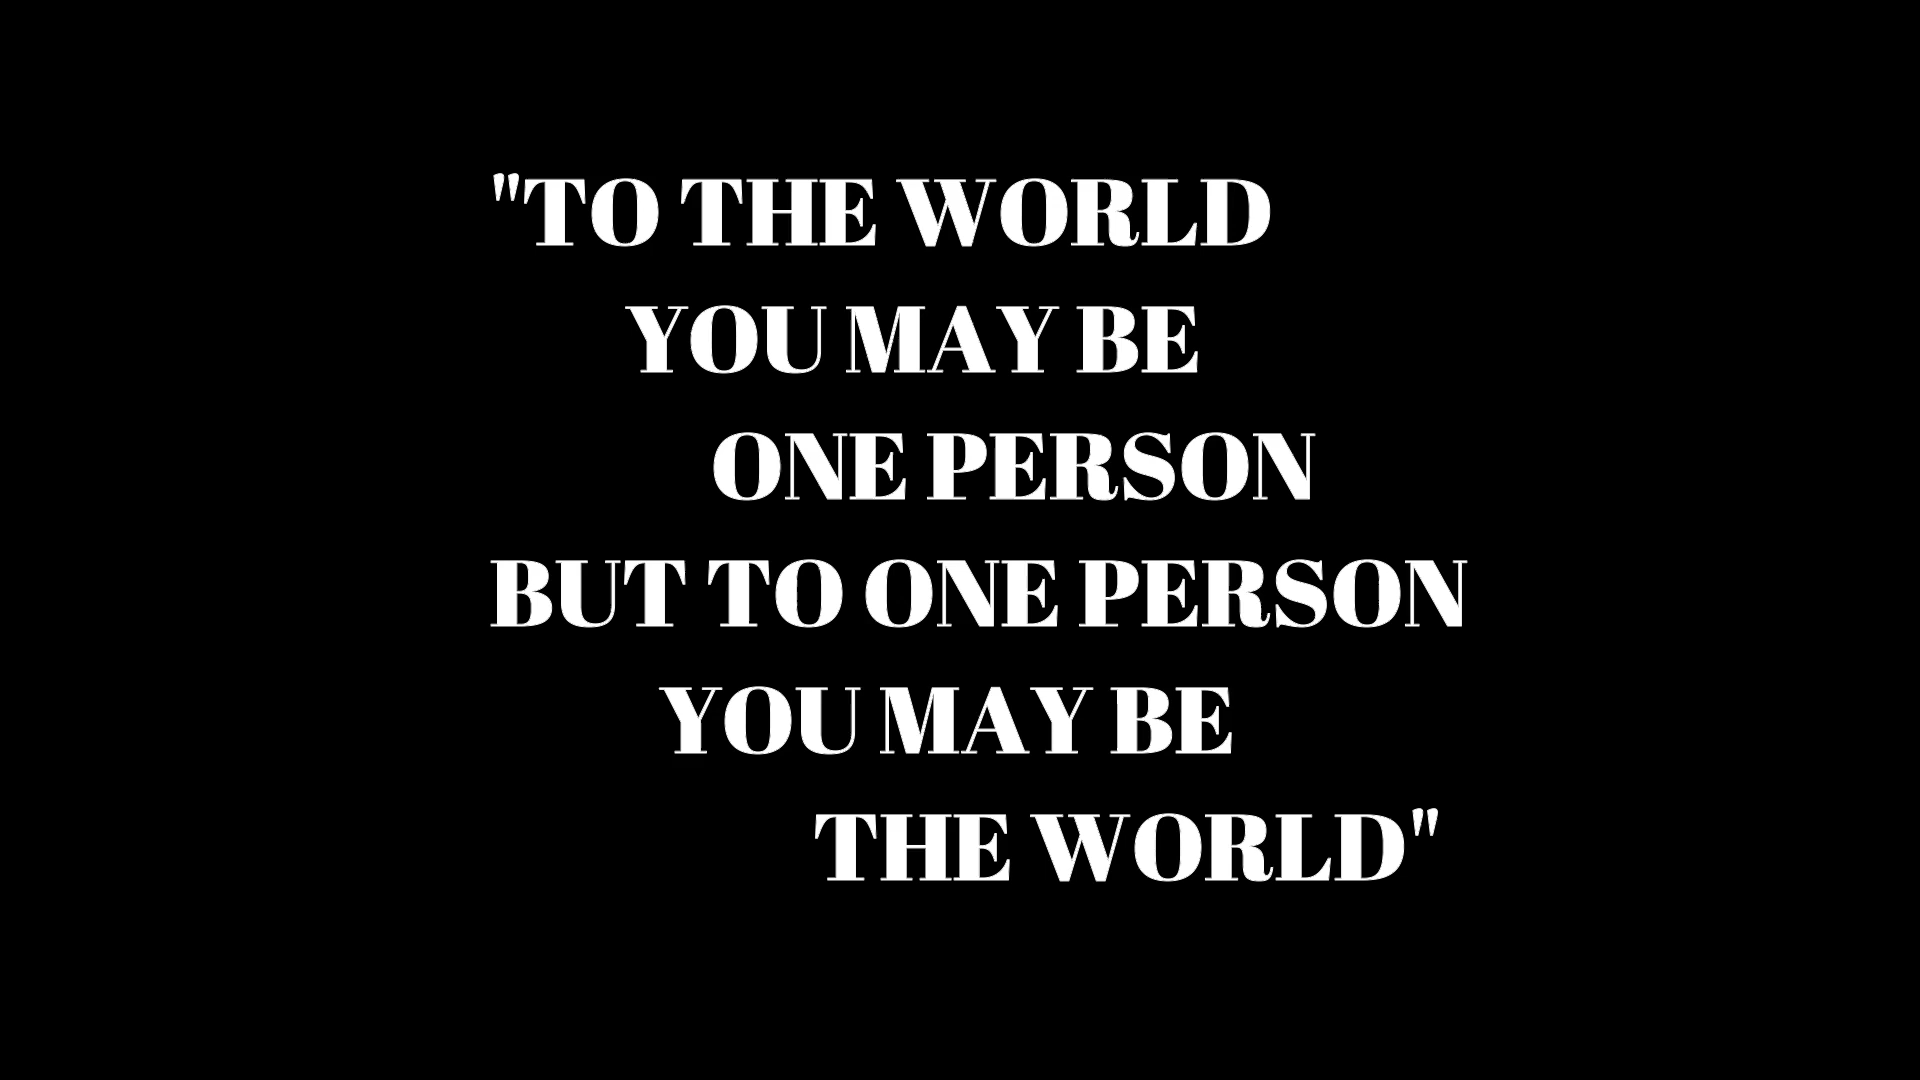 "TO THE WORLD
YOU MAY BE
ONE PERSON
BUT TO ONE PERSON
YOU MAY BE
THE WORLD"